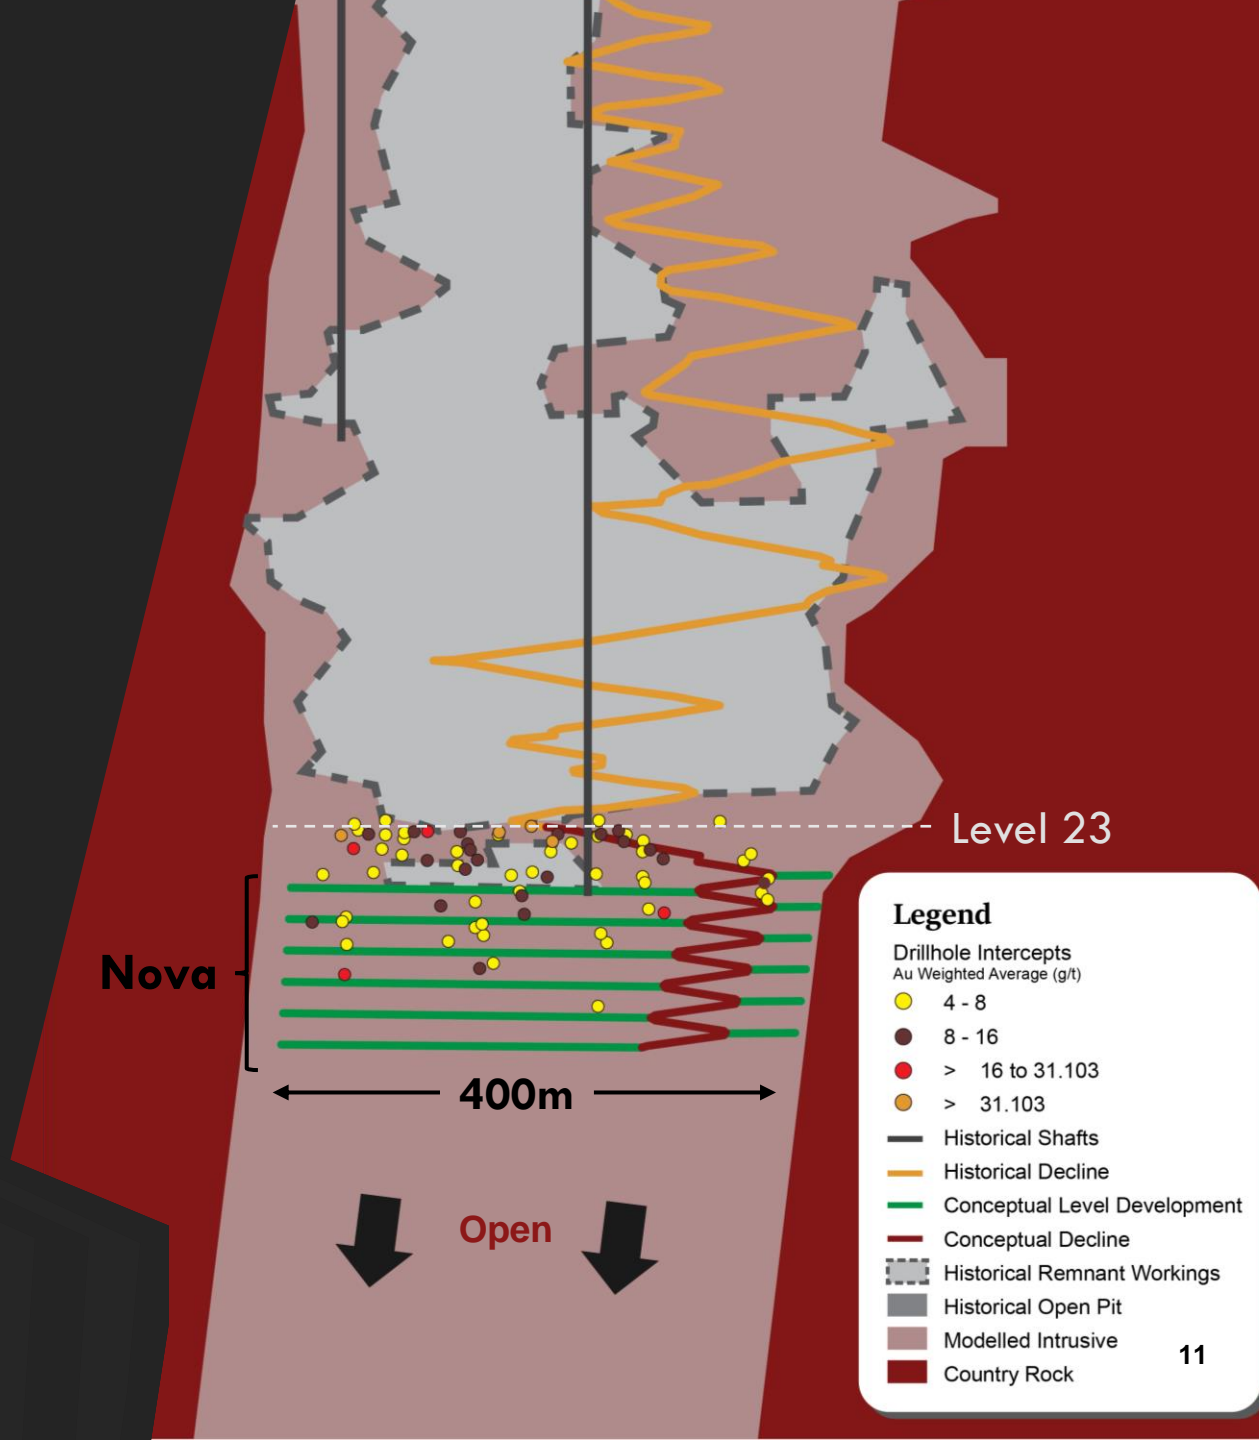 Level 23
Nova
400m
Open
Legend
Drillhole Intercepts
Au Weighted Average (g/t)
4 - 8
8 - 16
> 16 to 31.103
> 31.103
Historical Shafts
Historical Decline
Conceptual Level Development
Conceptual Decline
Historical Remnant Workings
Historical Open Pit
Modelled Intrusive
11
Country Rock